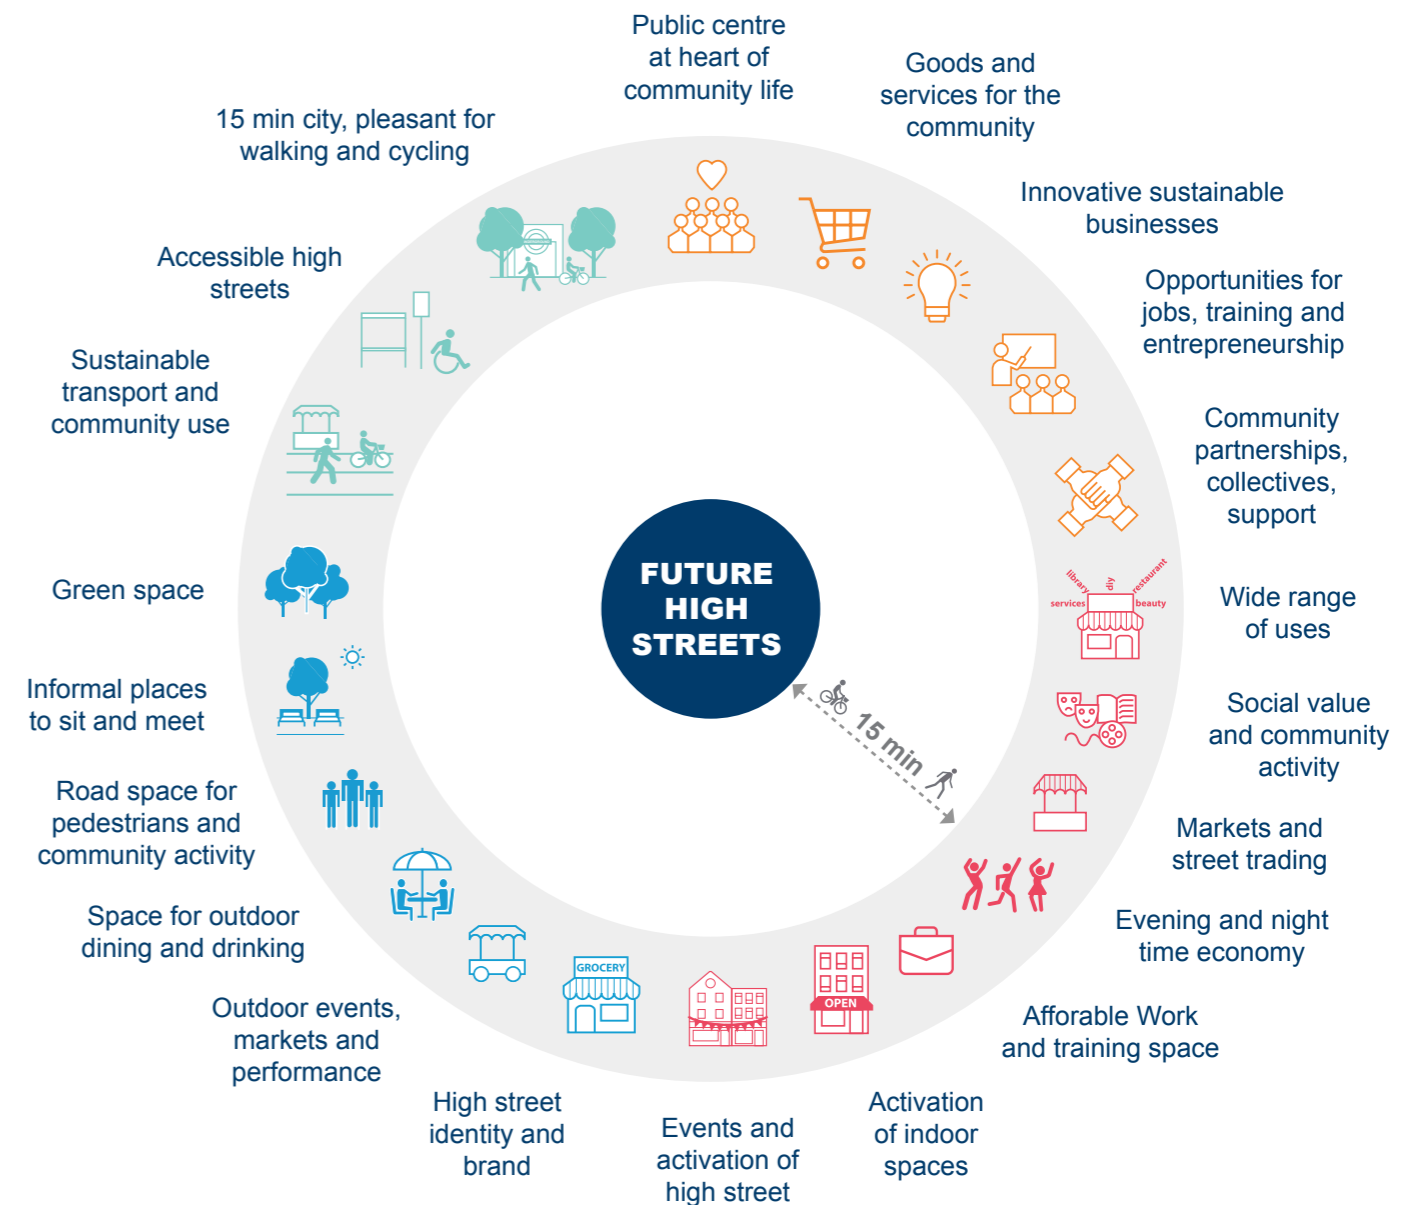 Public centre
at heart of
community life
Goods and
services for the
community
Innovative sustainable
businesses
Opportunities for
jobs, training and
entrepreneurship
Community
partnerships,
collectives,
support
library
diy
restaurant
services
beauty
Wide range
of uses
Social value
and community
activity
Markets and
street trading
Evening and night
time economy
Afforable Work
and training space
OPEN
Activation
of indoor
spaces
Events and
activation of
high street
GROCERY
High street
identity and
brand
Outdoor events,
markets and
performance
Space for outdoor
dining and drinking
Road space for
pedestrians and
community activity
Informal places
to sit and meet
Green space
Sustainable
transport and
community use
Accessible high
streets
15 min city, pleasant for
walking and cycling
FUTURE
HIGH
STREETS
15 min